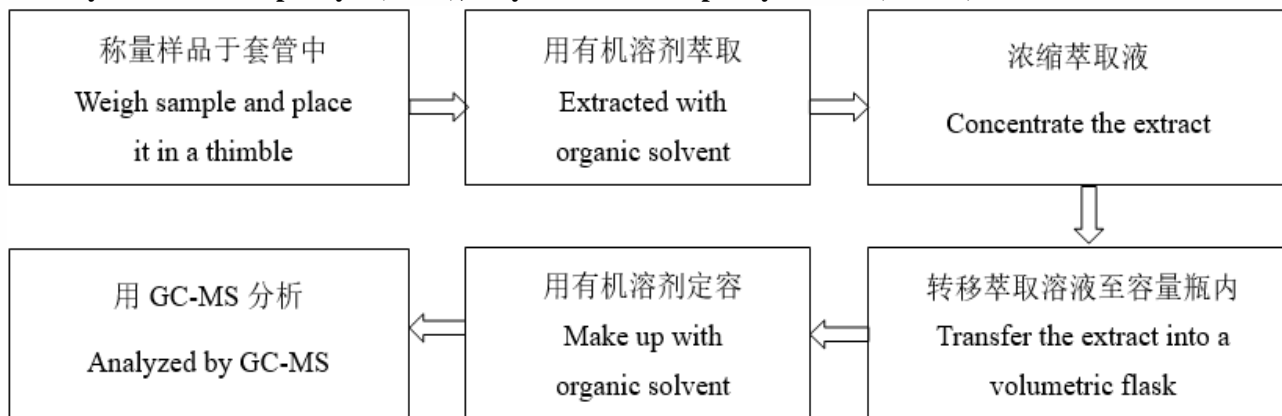 称量样品于套管中
Weigh sample and place
it in a thimble
用有机溶剂萃取
Extracted with
organic solvent
浓缩萃取液
Concentrate the extract
转移萃取溶液至容量瓶内
Transfer the extract into a
volumetric flask
用有机溶剂定容
Make up with
organic solvent
用 GC-MS 分析
Analyzed by GC-MS